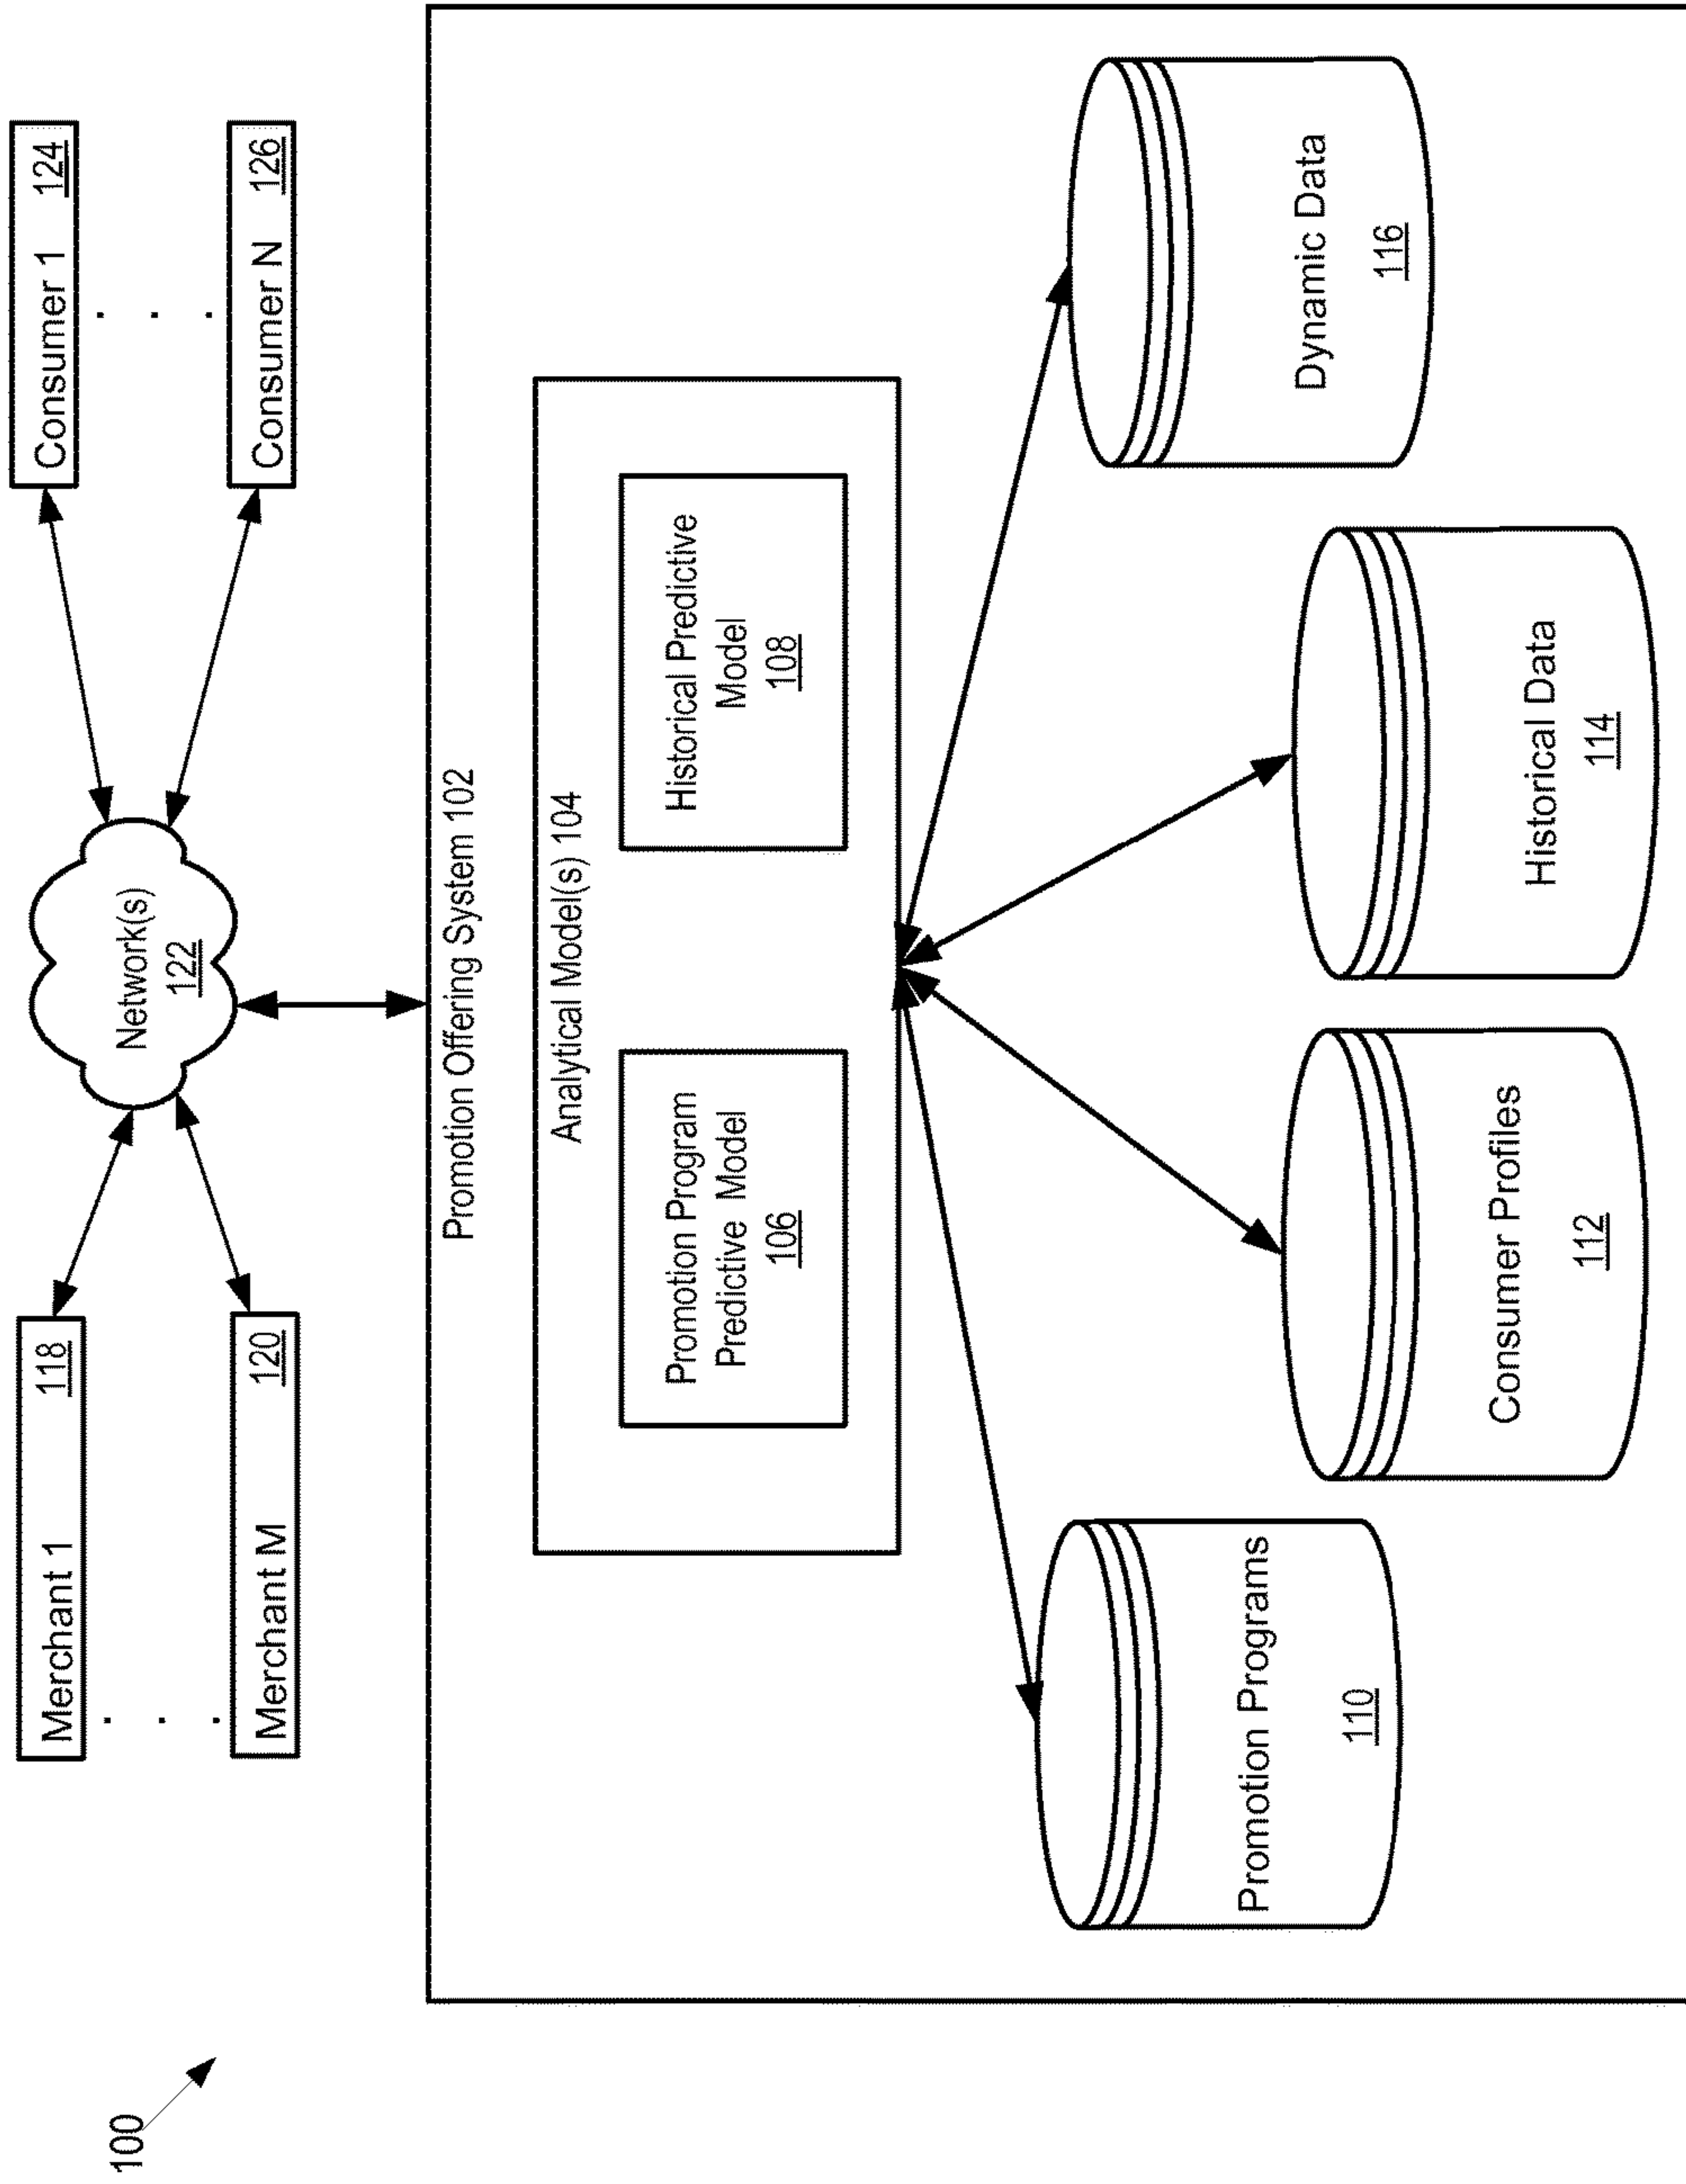 100
Merchant 1 118
. . .
Merchant M 120
Network(s)
122
Consumer 1 124
. . .
Consumer N 126
Promotion Offering System 102
Analytical Model(s) 104
Promotion Program
Predictive Model
106
Historical Predictive
Model
108
Promotion Programs
110
Consumer Profiles
112
Historical Data
114
Dynamic Data
116